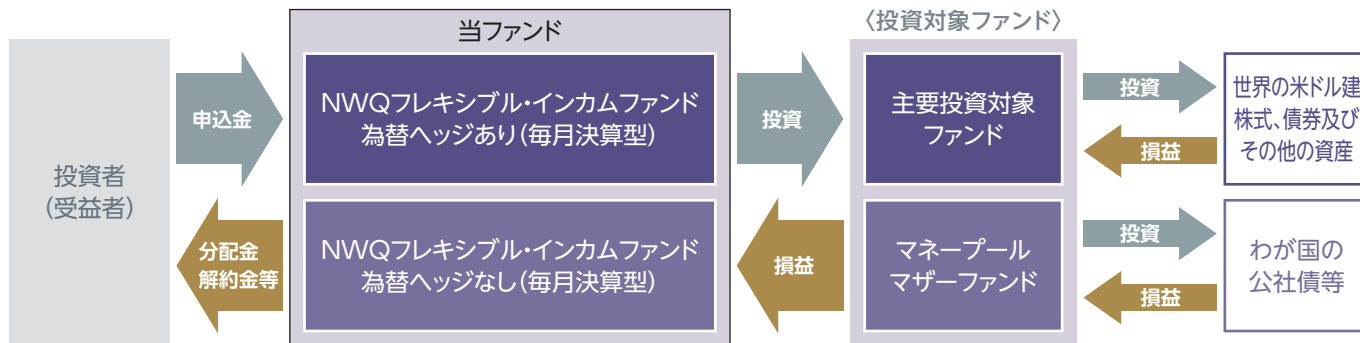 投資者
(受益者)
申込金
分配金
解約金等
当ファンド
NWQフレキシブル・インカムファンド
為替ヘッジあり(毎月決算型)
NWQフレキシブル・インカムファンド
為替ヘッジなし(毎月決算型)
投資
損益
〈投資対象ファンド〉
主要投資対象
ファンド
マネープール
マザーファンド
投資
損益
投資
損益
世界の米ドル建
株式、債券及び
その他の資産
わが国の
公社債等